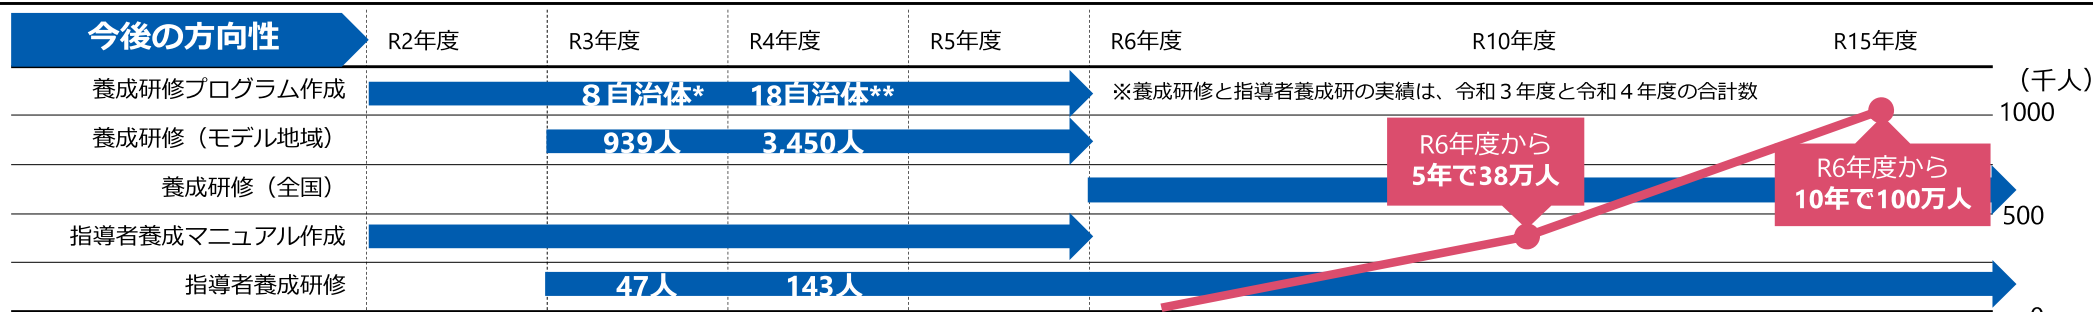 今後の方向性
R2年度
R3年度
R4年度
R5年度
R6年度
R10年度
R15年度
（千人）
養成研修プログラム作成
８自治体*
18自治体**
※養成研修と指導者養成研の実績は、令和３年度と令和４年度の合計数
1000
養成研修（モデル地域）
939人
3,450人
R6年度から
5年で38万人
R6年度から
10年で100万人
養成研修（全国）
500
指導者養成マニュアル作成
指導者養成研修
47人
143人
0